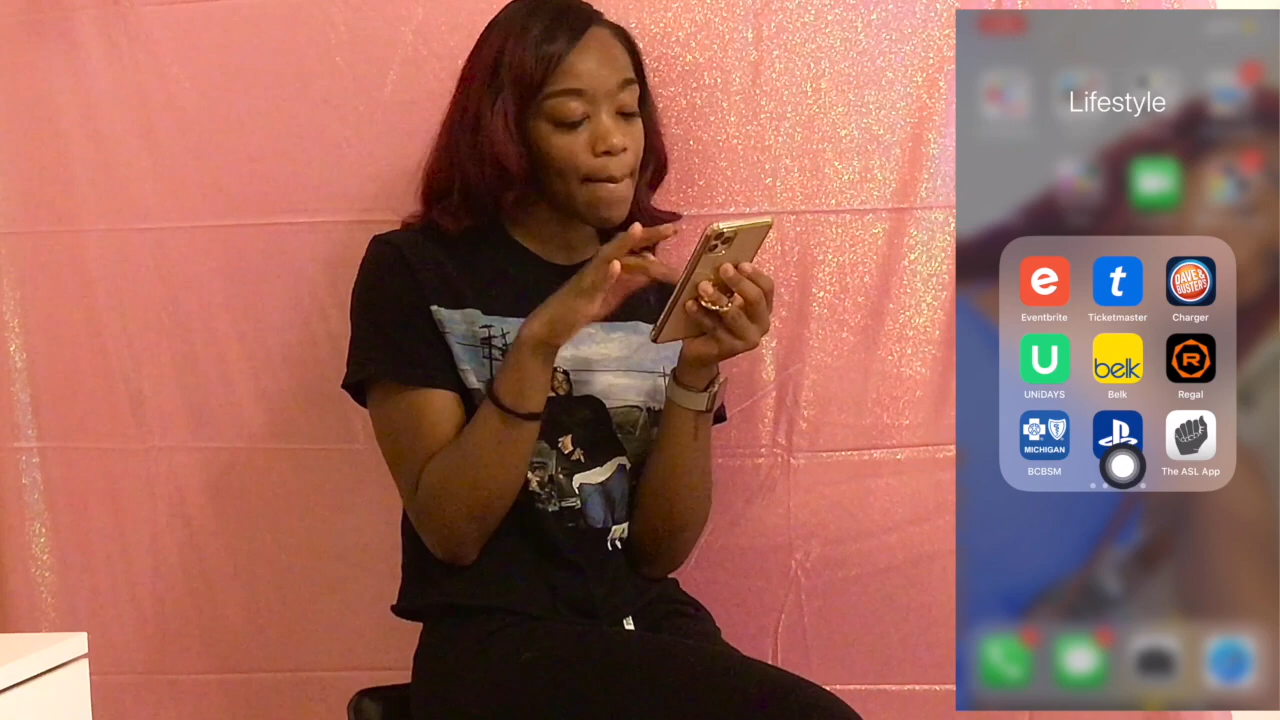 Lifestyle
e
t
DAVE &
BUSTER'S
Eventbrite
Ticketmaster
Charger
U
belk
R
UNiDAYS
Belk
Regal
MICHIGAN
BCBSM
The ASL App